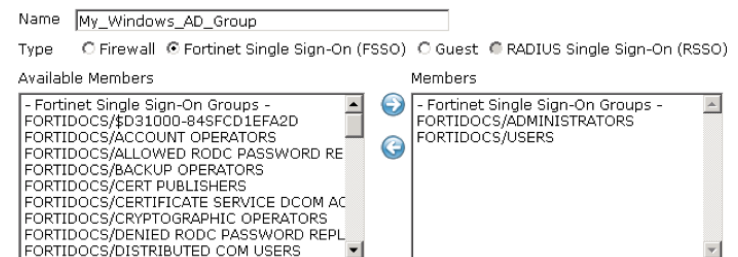 Name My_Windows_AD_Group
Type Firewall Fortinet Single Sign-On (FSSO) Guest RADIUS Single Sign-On (RSSO)
Available Members Members
- Fortinet Single Sign-On Groups - - Fortinet Single Sign-On Groups -
FORTIDOCS/$D31000-84SFCD1EFA2D FORTIDOCS/ADMINISTRATORS
FORTIDOCS/ACCOUNT OPERATORS FORTIDOCS/USERS
FORTIDOCS/ALLOWED RODC PASSWORD RE
FORTIDOCS/BACKUP OPERATORS
FORTIDOCS/CERT PUBLISHERS
FORTIDOCS/CERTIFICATE SERVICE DCOM AC
FORTIDOCS/CRYPTOGRAPHIC OPERATORS
FORTIDOCS/DENIED RODC PASSWORD REPL
FORTIDOCS/DISTRIBUTED COM USERS